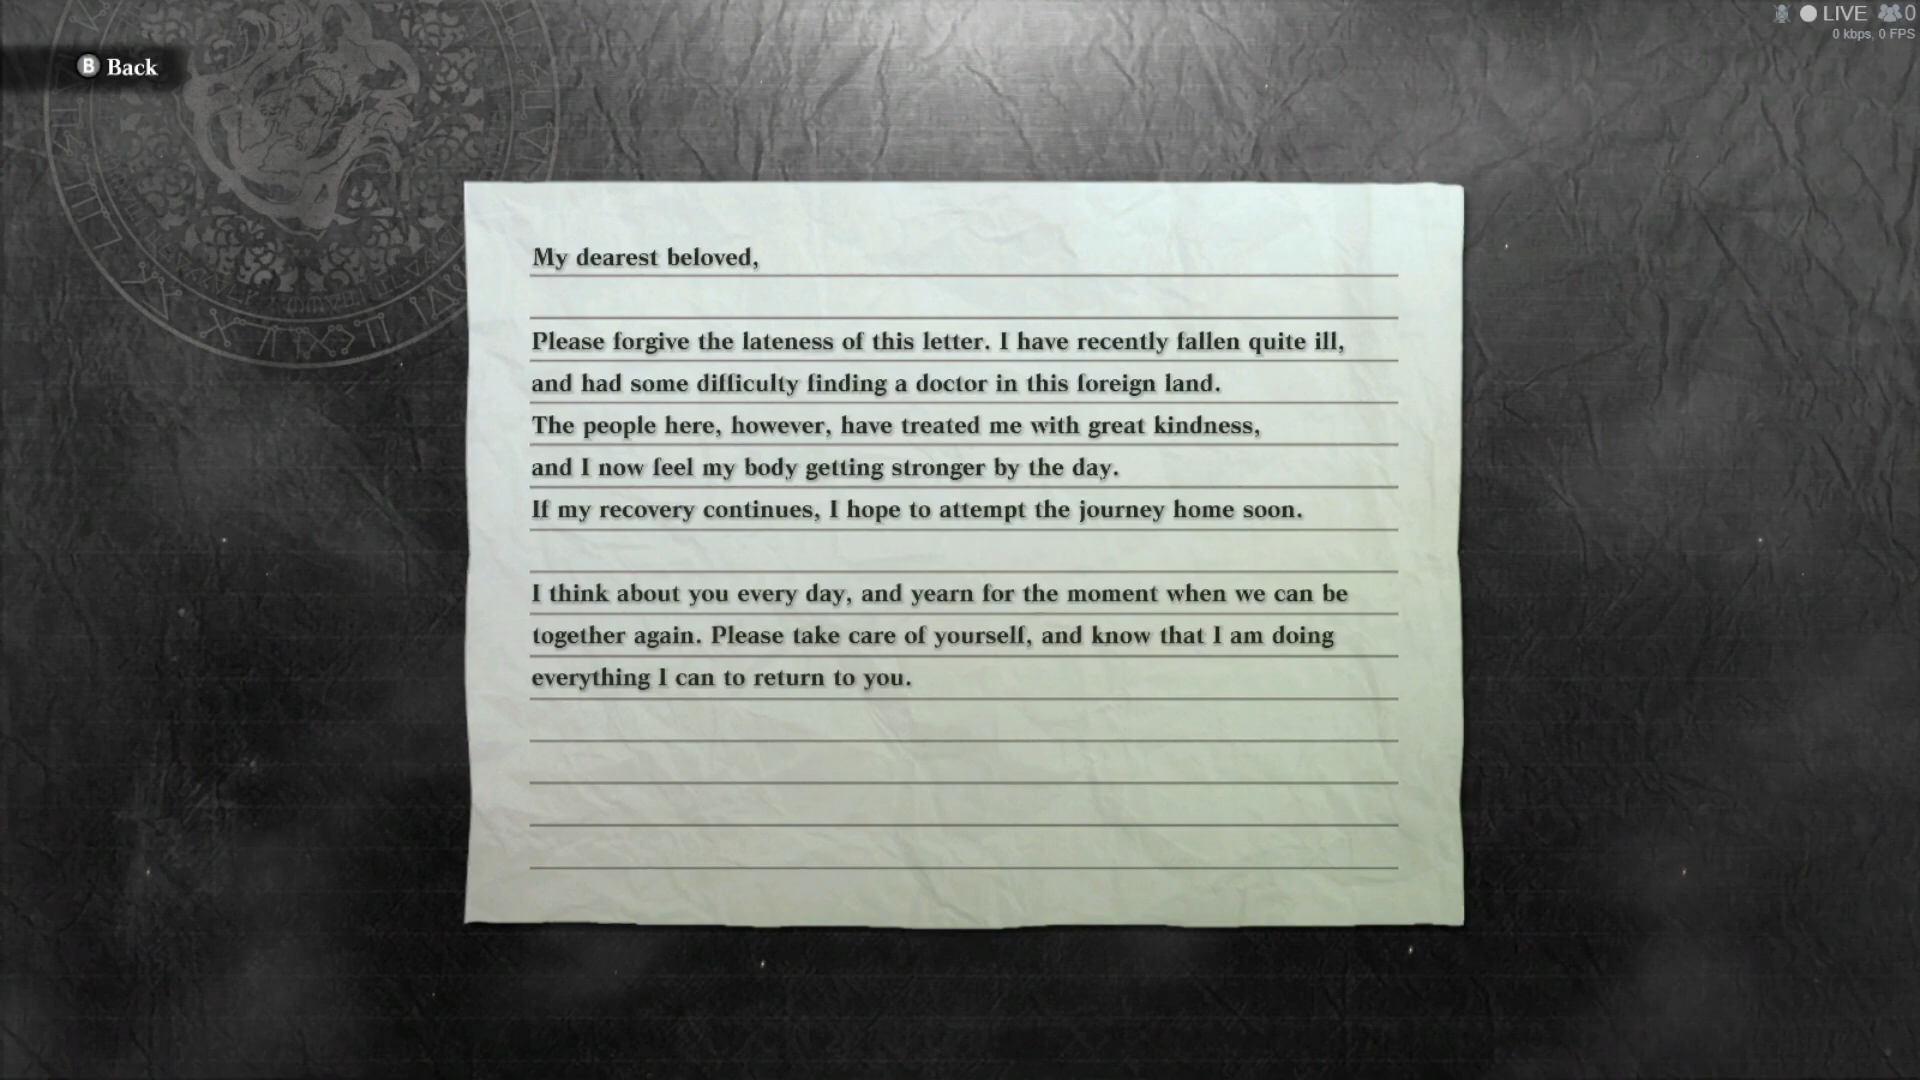 LIVE 0
0 kbps, 0 FPS
B Back
My dearest beloved,
Please forgive the lateness of this letter. I have recently fallen quite ill,
and had some difficulty finding a doctor in this foreign land.
The people here, however, have treated me with great kindness,
and I now feel my body getting stronger by the day.
If my recovery continues, I hope to attempt the journey home soon.
I think about you every day, and yearn for the moment when we can be
together again. Please take care of yourself, and know that I am doing
everything I can to return to you.